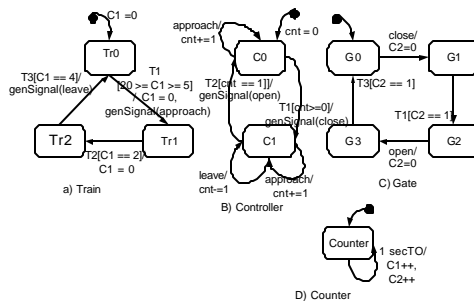 C1 =0
Tr0
T3[C1 == 4]/
genSignal(leave)
T1
[20 >= C1 >= 5]
/ C1 = 0,
genSignal(approach)
Tr2
Tr1
T2[C1 == 2]/
C1 = 0
a) Train
approach/
cnt+=1
cnt = 0
C0
T2[cnt == 1]]/
genSignal(open)
T1[cnt>=0]/
genSignal(close)
C1
leave/
cnt-=1
approach/
cnt+=1
B) Controller
close/
C2=0
G0
G1
T3[C2 == 1]
T1[C2 == 1]
G3
open/
C2=0
G2
C) Gate
Counter
1 secTO/
C1++,
C2++
D) Counter